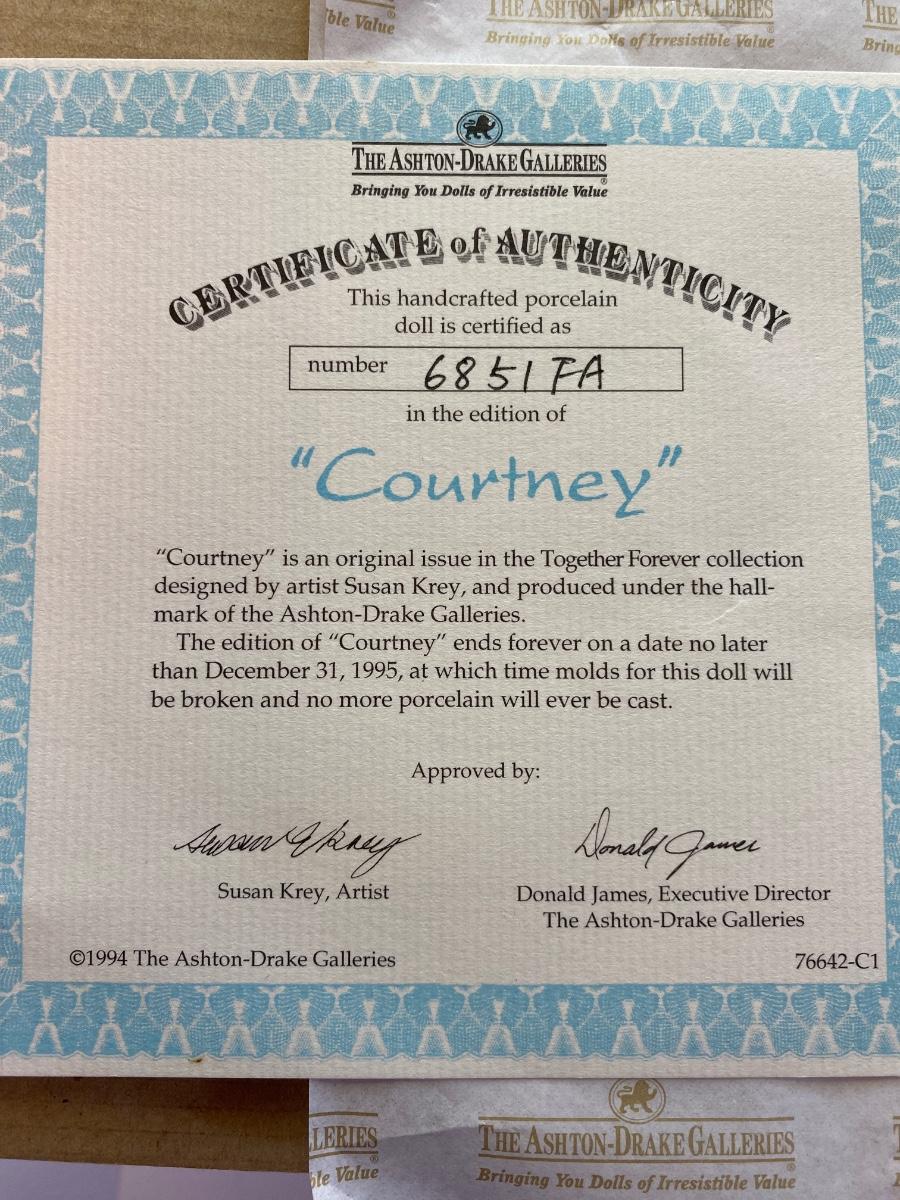 ble Value®
THE ASHTON-DRAKE GALLERIES
Bringing You Dolls of Irresistible Value
THE
Bring
THE ASHTON-DRAKE GALLERIES®
Bringing You Dolls of Irresistible Value
CERTIFICATE of AUTHENTICITY
This handcrafted porcelain
doll is certified as
number 6851FA
in the edition of
“Courtney”
“Courtney” is an original issue in the Together Forever collection
designed by artist Susan Krey, and produced under the hall-
mark of the Ashton-Drake Galleries.
The edition of “Courtney” ends forever on a date no later
than December 31, 1995, at which time molds for this doll will
be broken and no more porcelain will ever be cast.
Approved by:
Susan Krey
Donald James
Susan Krey, Artist
Donald James, Executive Director
The Ashton-Drake Galleries
©1994 The Ashton-Drake Galleries
76642-C1
LERIES®
ble Value
THE ASHTON-DRAKE GALLERIES®
Bringing You Dolls of Irresistible Value